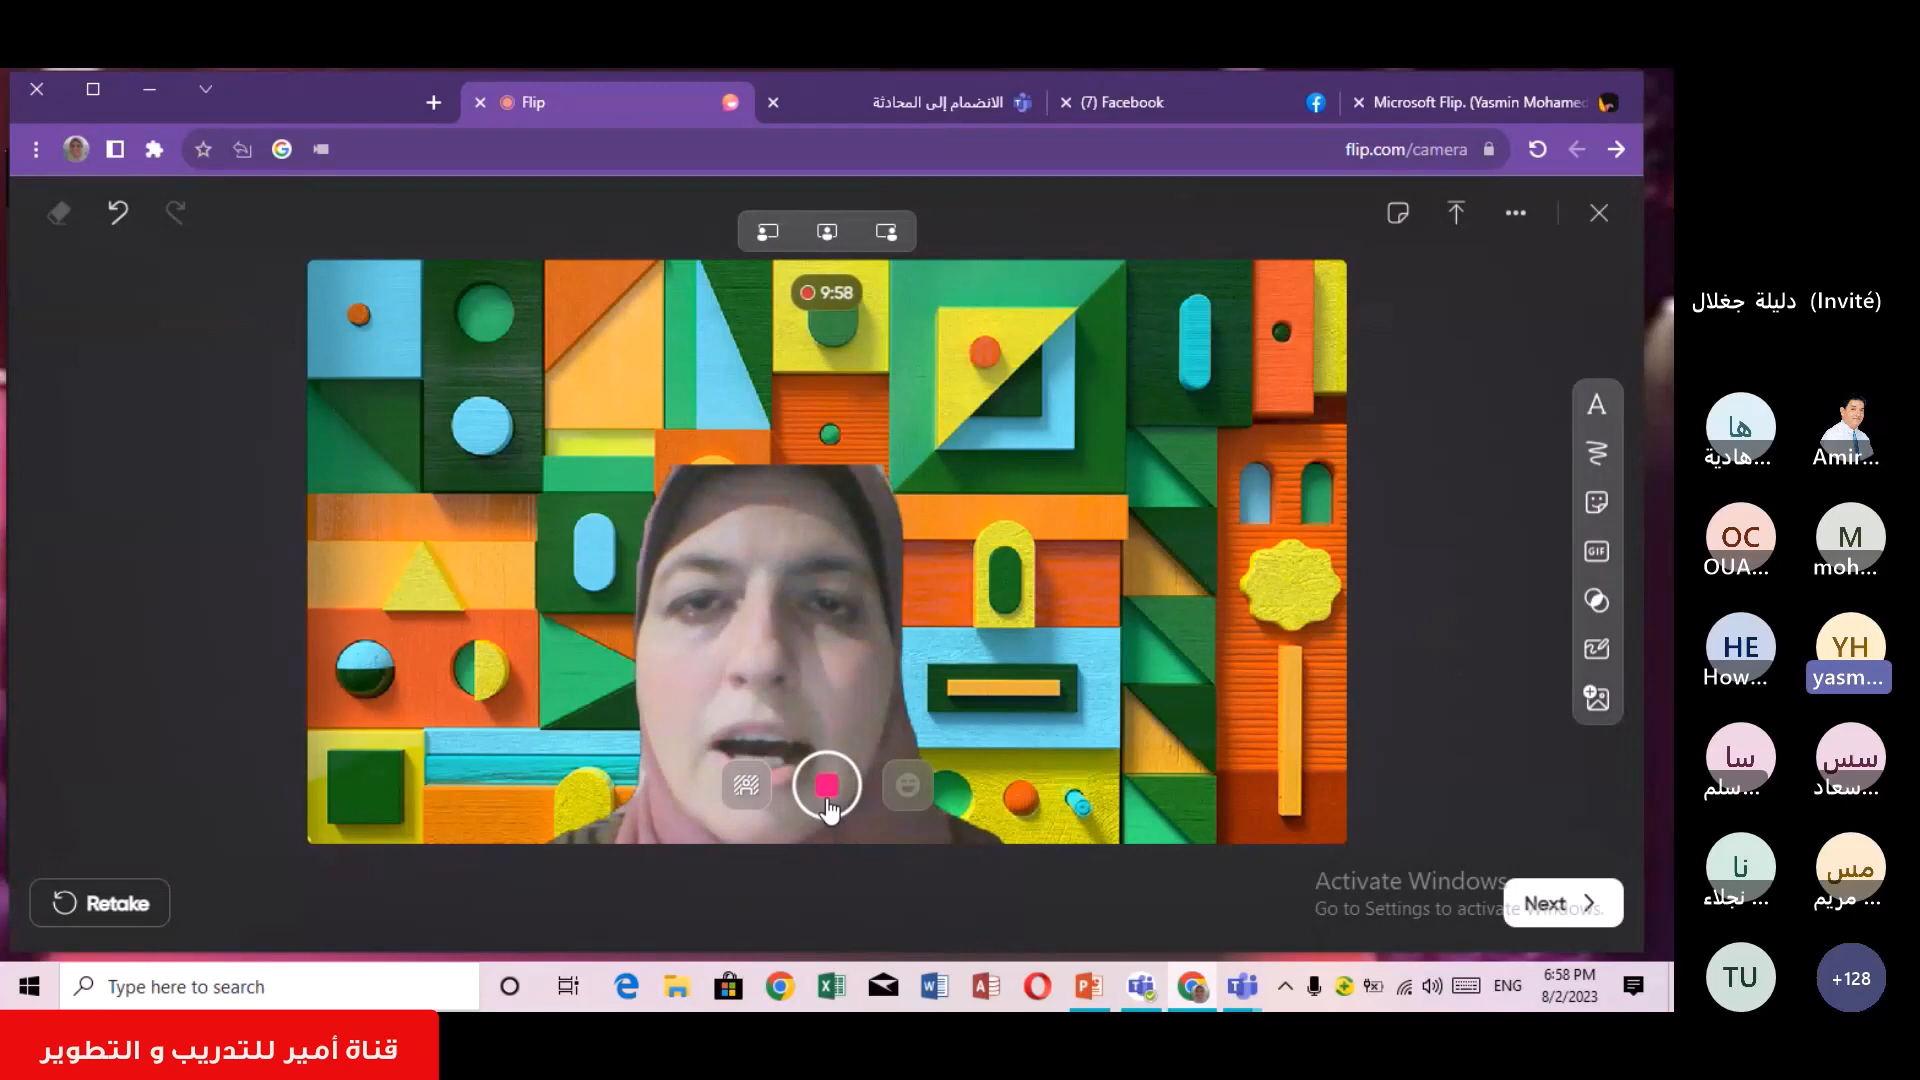 Flip
الانضمام إلى المحادثة
(7) Facebook
Microsoft Flip. (Yasmin Mohamed
flip.com/camera
9:58
A
GIF
Retake
Activate Windows
Go to Settings to activate Windows.
Next
Type here to search
ENG
6:58 PM
8/2/2023
دليلة جغلال (Invité)
ها
هادية...
Amir...
OC
OUA...
M
moh...
HE
How...
YH
yasm...
سا
سلم...
سس
سعاد...
نا
نجلاء ...
مس
مريم ...
TU
+128
قناة أمير للتدريب و التطوير